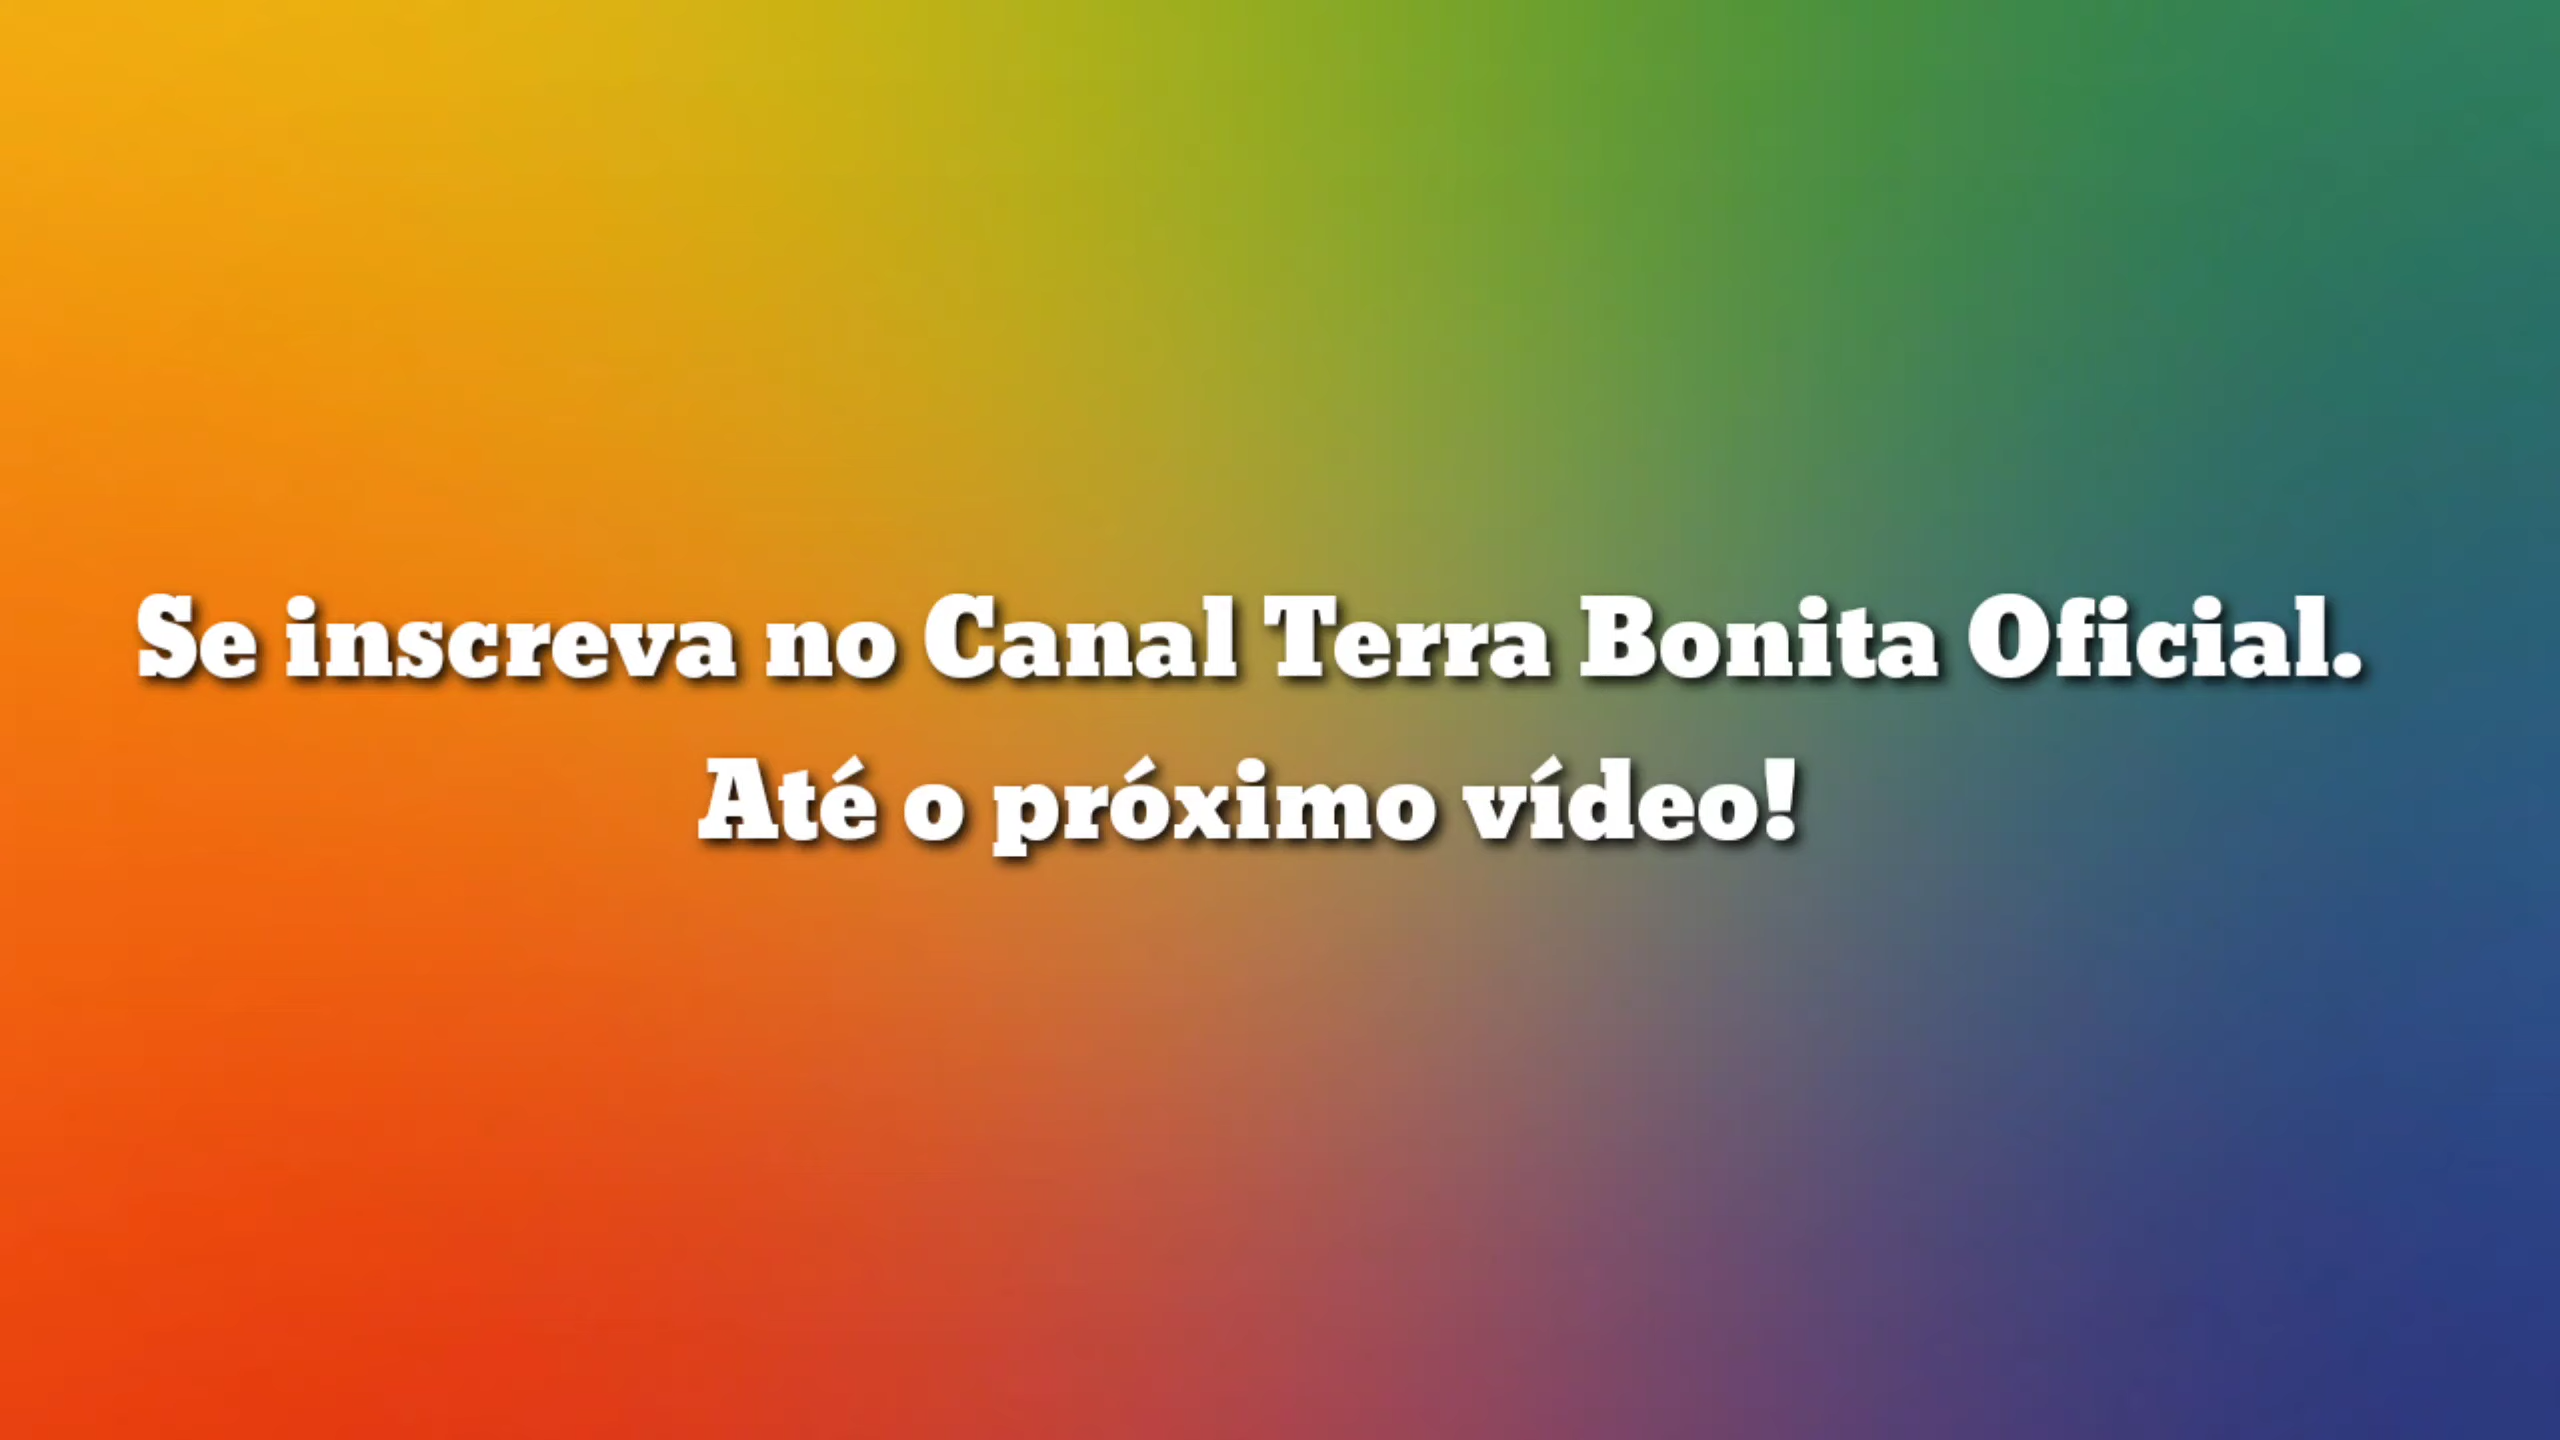 Se inscreva no Canal Terra Bonita Oficial.
Até o próximo vídeo!